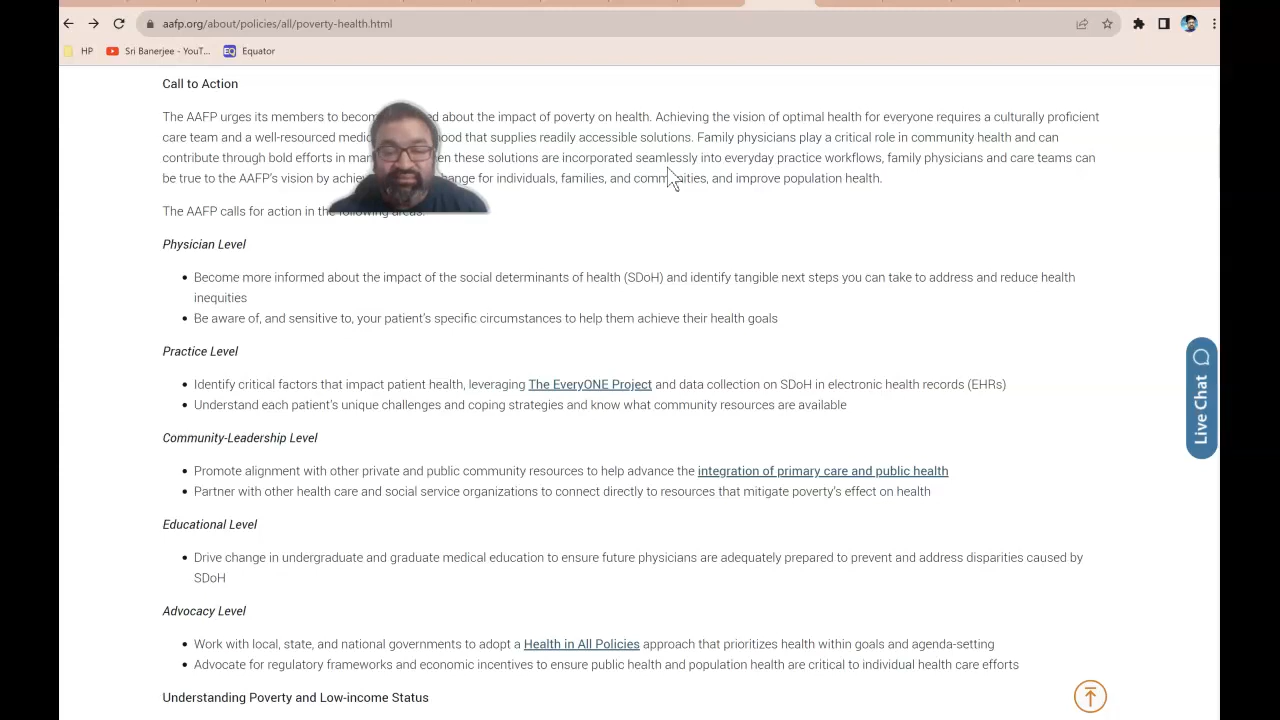 aafp.org/about/policies/all/poverty-health.html
HP Sri Banerjee - YouT... EQ Equator
Call to Action
The AAFP urges its members to becom d about the impact of poverty on health. Achieving the vision of optimal health for everyone requires a culturally proficient
care team and a well-resourced medic ood that supplies readily accessible solutions. Family physicians play a critical role in community health and can
contribute through bold efforts in man en these solutions are incorporated seamlessly into everyday practice workflows, family physicians and care teams can
be true to the AAFP's vision by achie ange for individuals, families, and communities, and improve population health.
The AAFP calls for action in the following areas:
Physician Level
• Become more informed about the impact of the social determinants of health (SDoH) and identify tangible next steps you can take to address and reduce health
inequities
• Be aware of, and sensitive to, your patient's specific circumstances to help them achieve their health goals
Practice Level
• Identify critical factors that impact patient health, leveraging The EveryONE Project and data collection on SDoH in electronic health records (EHRs)
• Understand each patient's unique challenges and coping strategies and know what community resources are available
Live Chat
Community-Leadership Level
• Promote alignment with other private and public community resources to help advance the integration of primary care and public health
• Partner with other health care and social service organizations to connect directly to resources that mitigate poverty's effect on health
Educational Level
• Drive change in undergraduate and graduate medical education to ensure future physicians are adequately prepared to prevent and address disparities caused by
SDoH
Advocacy Level
• Work with local, state, and national governments to adopt a Health in All Policies approach that prioritizes health within goals and agenda-setting
• Advocate for regulatory frameworks and economic incentives to ensure public health and population health are critical to individual health care efforts
Understanding Poverty and Low-income Status